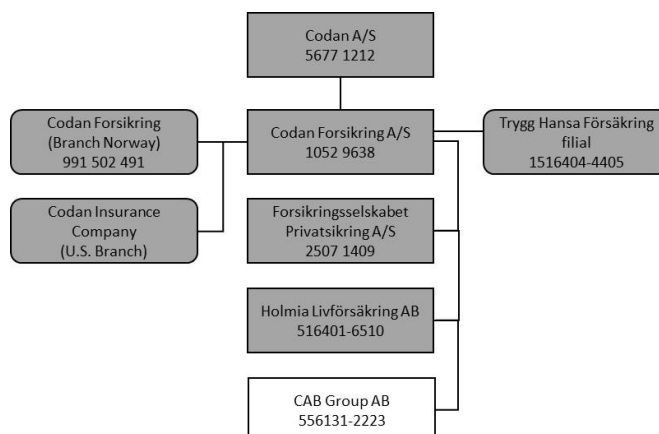 Codan A/S
5677 1212
Codan Forsikring
(Branch Norway)
991 502 491
Codan Forsikring A/S
1052 9638
Trygg Hansa Försäkring
filial
1516404-4405
Codan Insurance
Company
(U.S. Branch)
Forsikringsselskabet
Privatsikring A/S
2507 1409
Holmia Livförsäkring AB
516401-6510
CAB Group AB
556131-2223